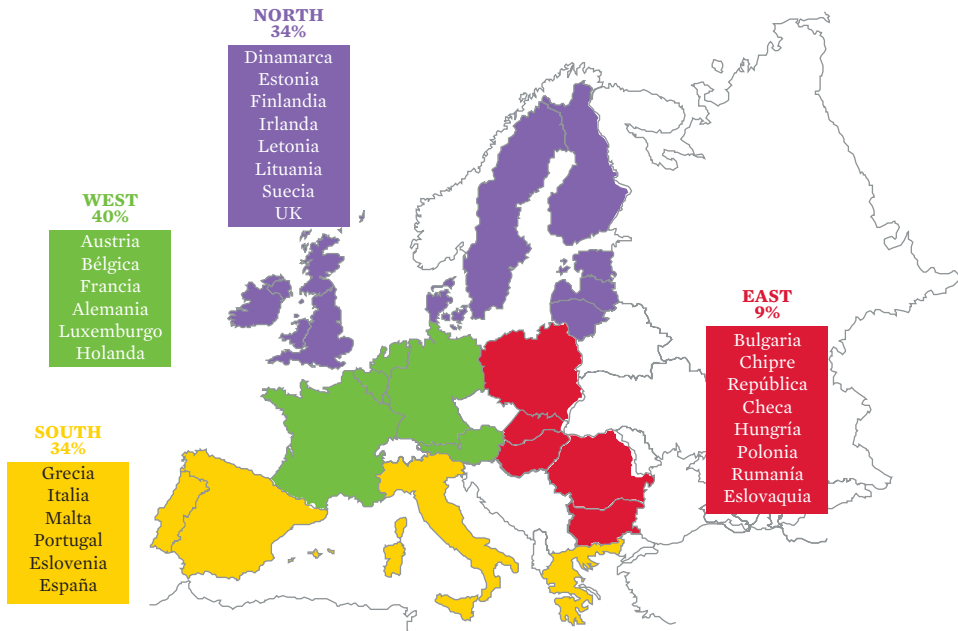 NORTH
34%
Dinamarca
Estonia
Finlandia
Irlanda
Letonia
Lituania
Suecia
UK
WEST
40%
Austria
Bélgica
Francia
Alemania
Luxemburgo
Holanda
EAST
9%
Bulgaria
Chipre
República
Checa
Hungría
Polonia
Rumanía
Eslovaquia
SOUTH
34%
Grecia
Italia
Malta
Portugal
Eslovenia
España